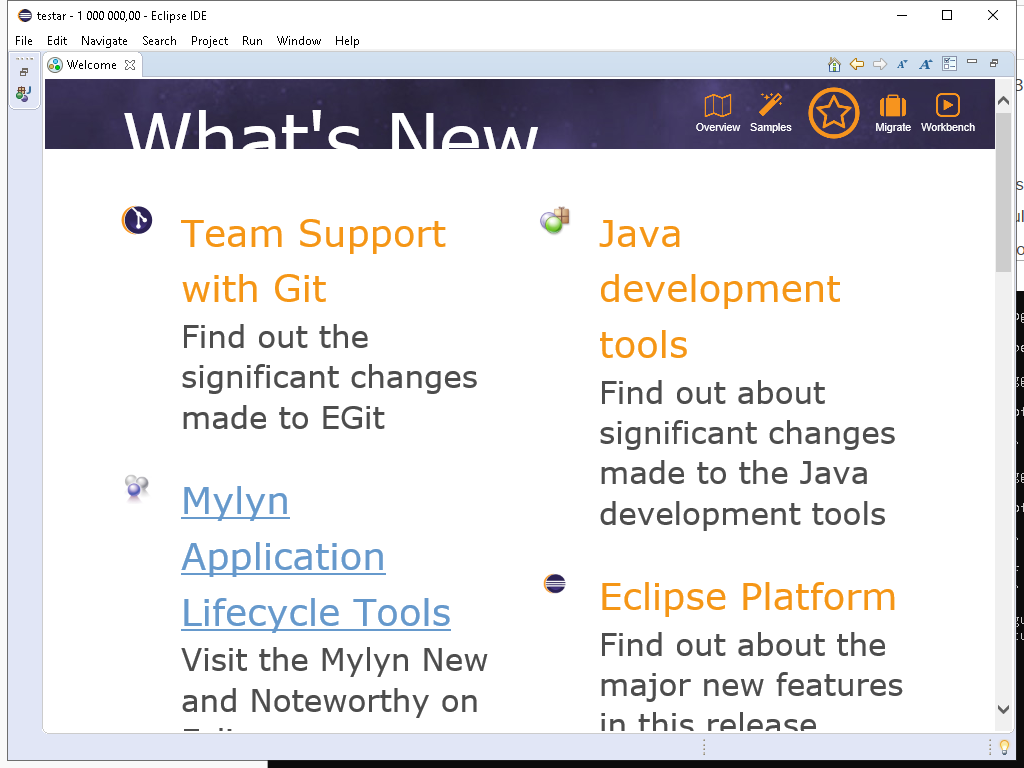 testar - 1 000 000,00 - Eclipse IDE
File Edit Navigate Search Project Run Window Help
Welcome
What's New
Overview Samples Migrate Workbench
Team Support
with Git
Find out the
significant changes
made to EGit
Mylyn
Application
Lifecycle Tools
Visit the Mylyn New
and Noteworthy on
Java
development
tools
Find out about
significant changes
made to the Java
development tools
Eclipse Platform
Find out about the
major new features
in this release